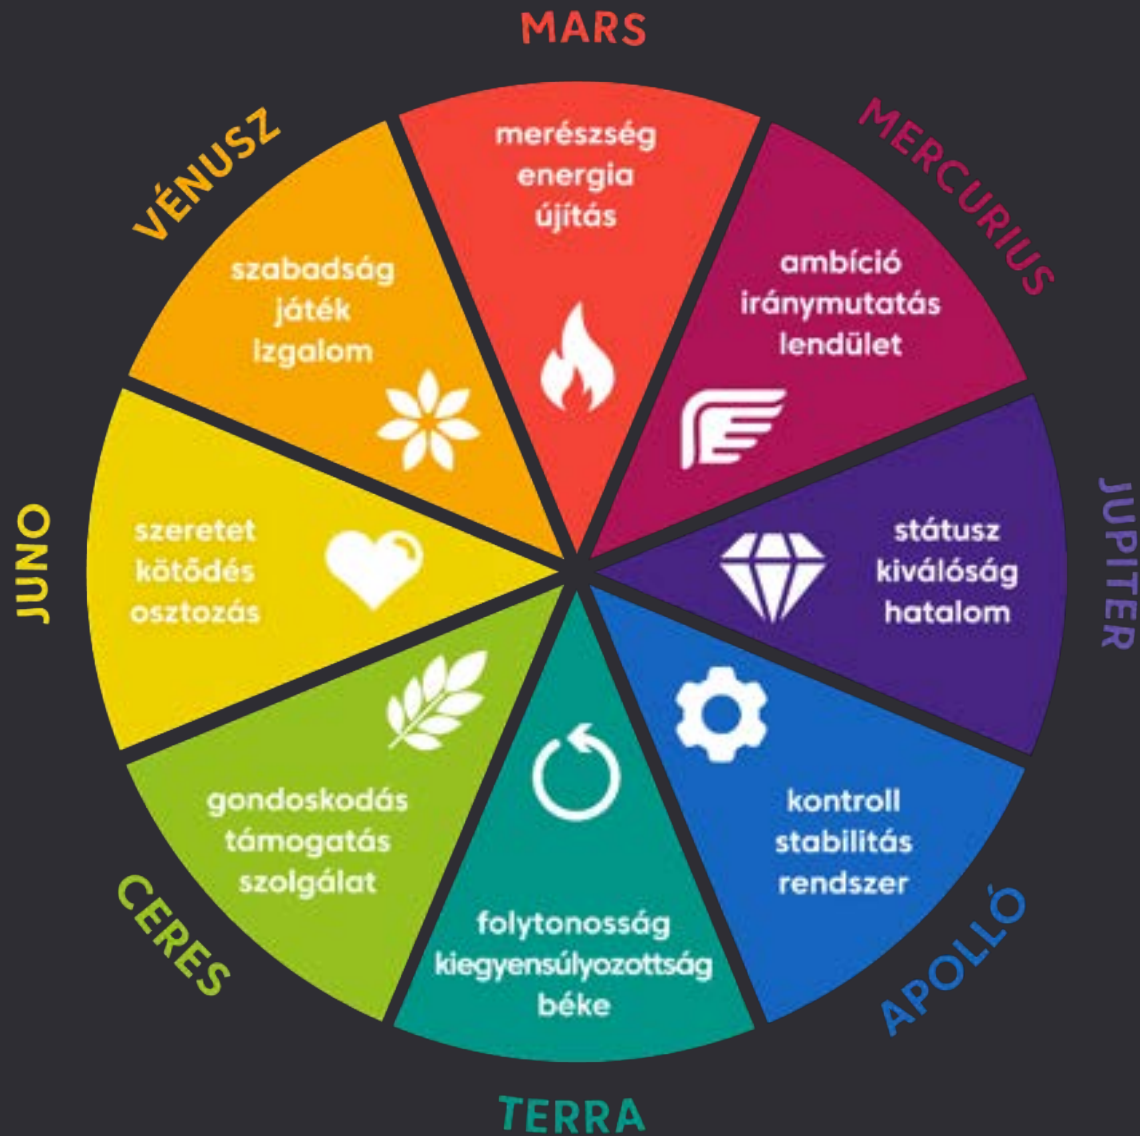 MARS
merészség
energia
újítás
MERCURIUS
ambíció
iránymutatás
lendület
JUPITER
státusz
kiválóság
hatalom
APOLLÓ
kontroll
stabilitás
rendszer
TERRA
folytonosság
kiegyensúlyozottság
béke
CERES
gondoskodás
támogatás
szolgálat
JUNO
szeretet
kötődés
osztozás
VÉNUSZ
szabadság
játék
izgalom